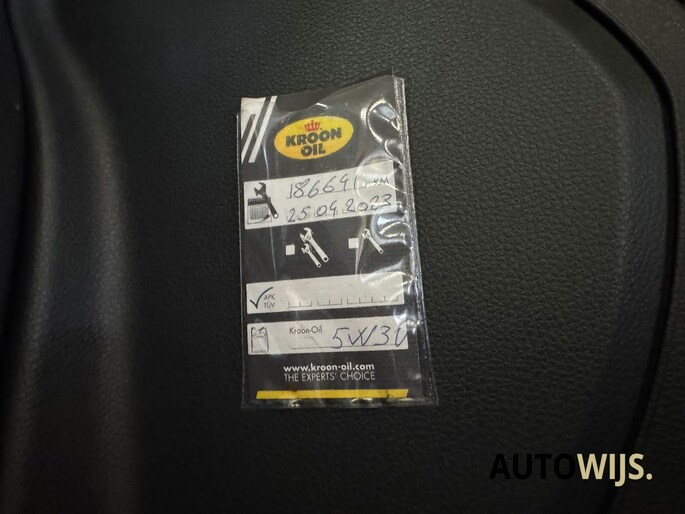 KROON
OIL
186691 KM
25.04.2023
APK
TÜV
Kroon-Oil 5W30
www.kroon-oil.com
THE EXPERTS' CHOICE
AUTOWIJS.